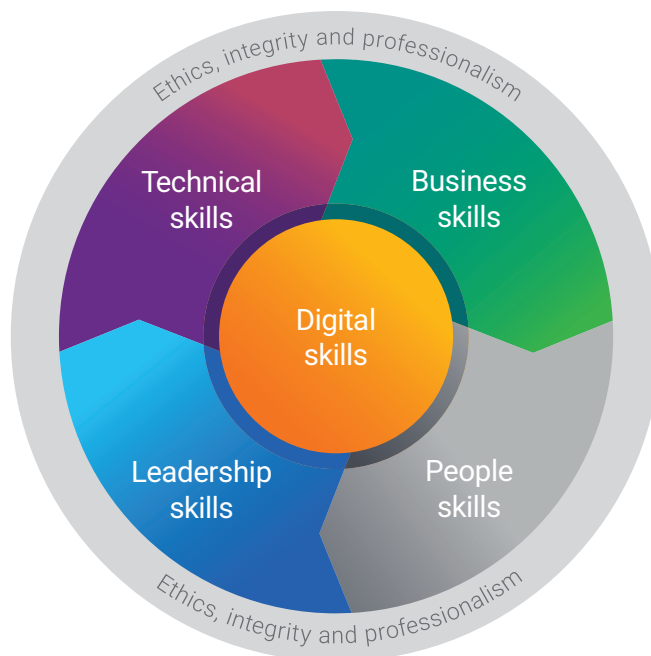 Ethics, integrity and professionalism
Technical
skills
Business
skills
Digital
skills
Leadership
skills
People
skills
Ethics, integrity and professionalism